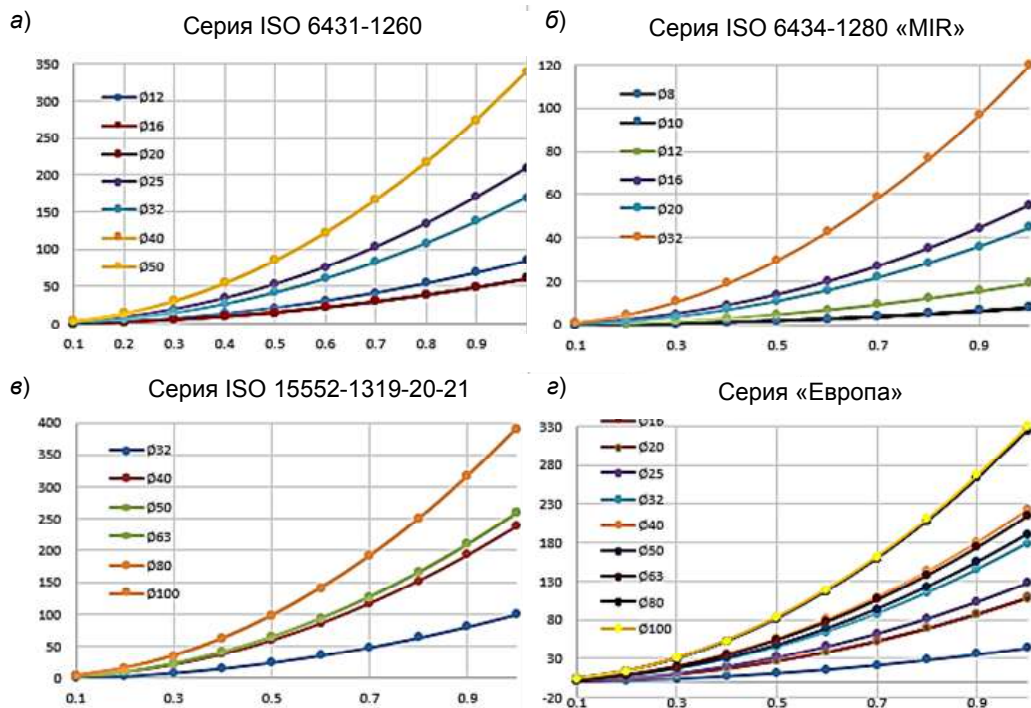 а) Серия ISO 6431-1260
350
300
250
200
150
100
50
0
Ø12
Ø16
Ø20
Ø25
Ø32
Ø40
Ø50
0.1 0.2 0.3 0.4 0.5 0.6 0.7 0.8 0.9
б) Серия ISO 6434-1280 «MIR»
120
100
80
60
40
20
0
Ø8
Ø10
Ø12
Ø16
Ø20
Ø32
0.1 0.3 0.5 0.7 0.9
в) Серия ISO 15552-1319-20-21
400
350
300
250
200
150
100
50
0
Ø32
Ø40
Ø50
Ø63
Ø80
Ø100
0.1 0.3 0.5 0.7 0.9
г) Серия «Европа»
330
280
230
180
130
80
30
-20
Ø16
Ø20
Ø25
Ø32
Ø40
Ø50
Ø63
Ø80
Ø100
0.1 0.3 0.5 0.7 0.9